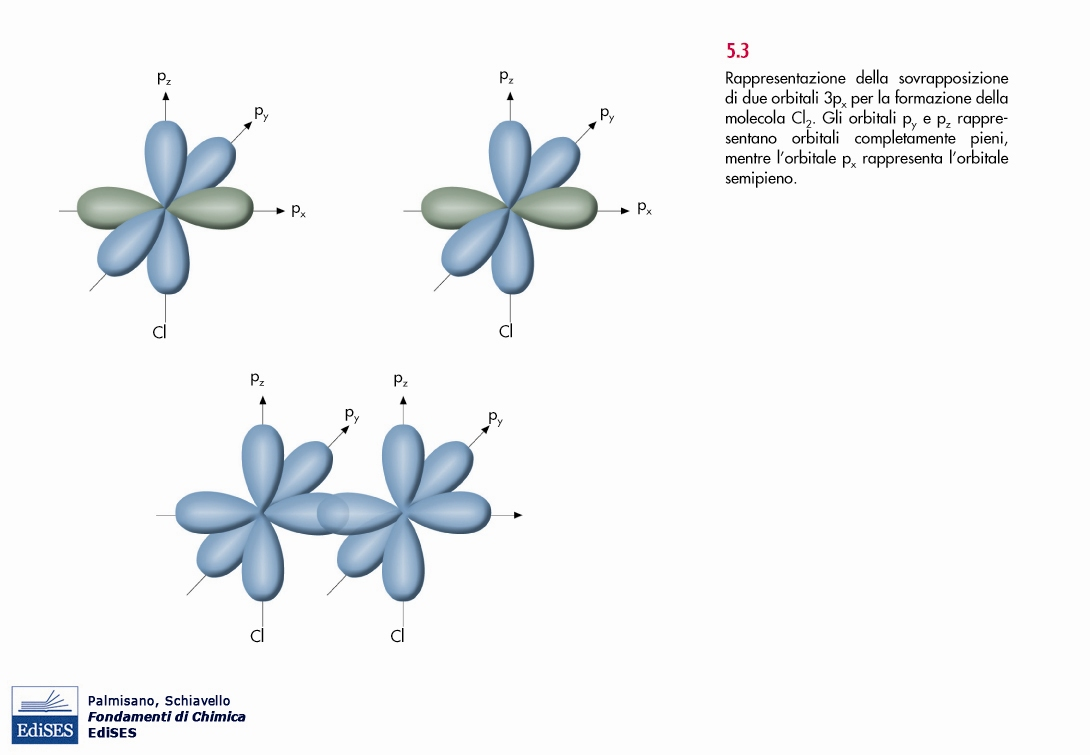 5.3
Rappresentazione della sovrapposizione
di due orbitali 3pₓ per la formazione della
molecola Cl₂. Gli orbitali p_y e p_z rappre-
sentano orbitali completamente pieni,
mentre l'orbitale pₓ rappresenta l'orbitale
semipieno.
p_z
p_y
pₓ
Cl
p_z
p_y
pₓ
Cl
p_z
p_y
Cl
p_z
p_y
Cl
EdiSES
Palmisano, Schiavello
Fondamenti di Chimica
EdiSES